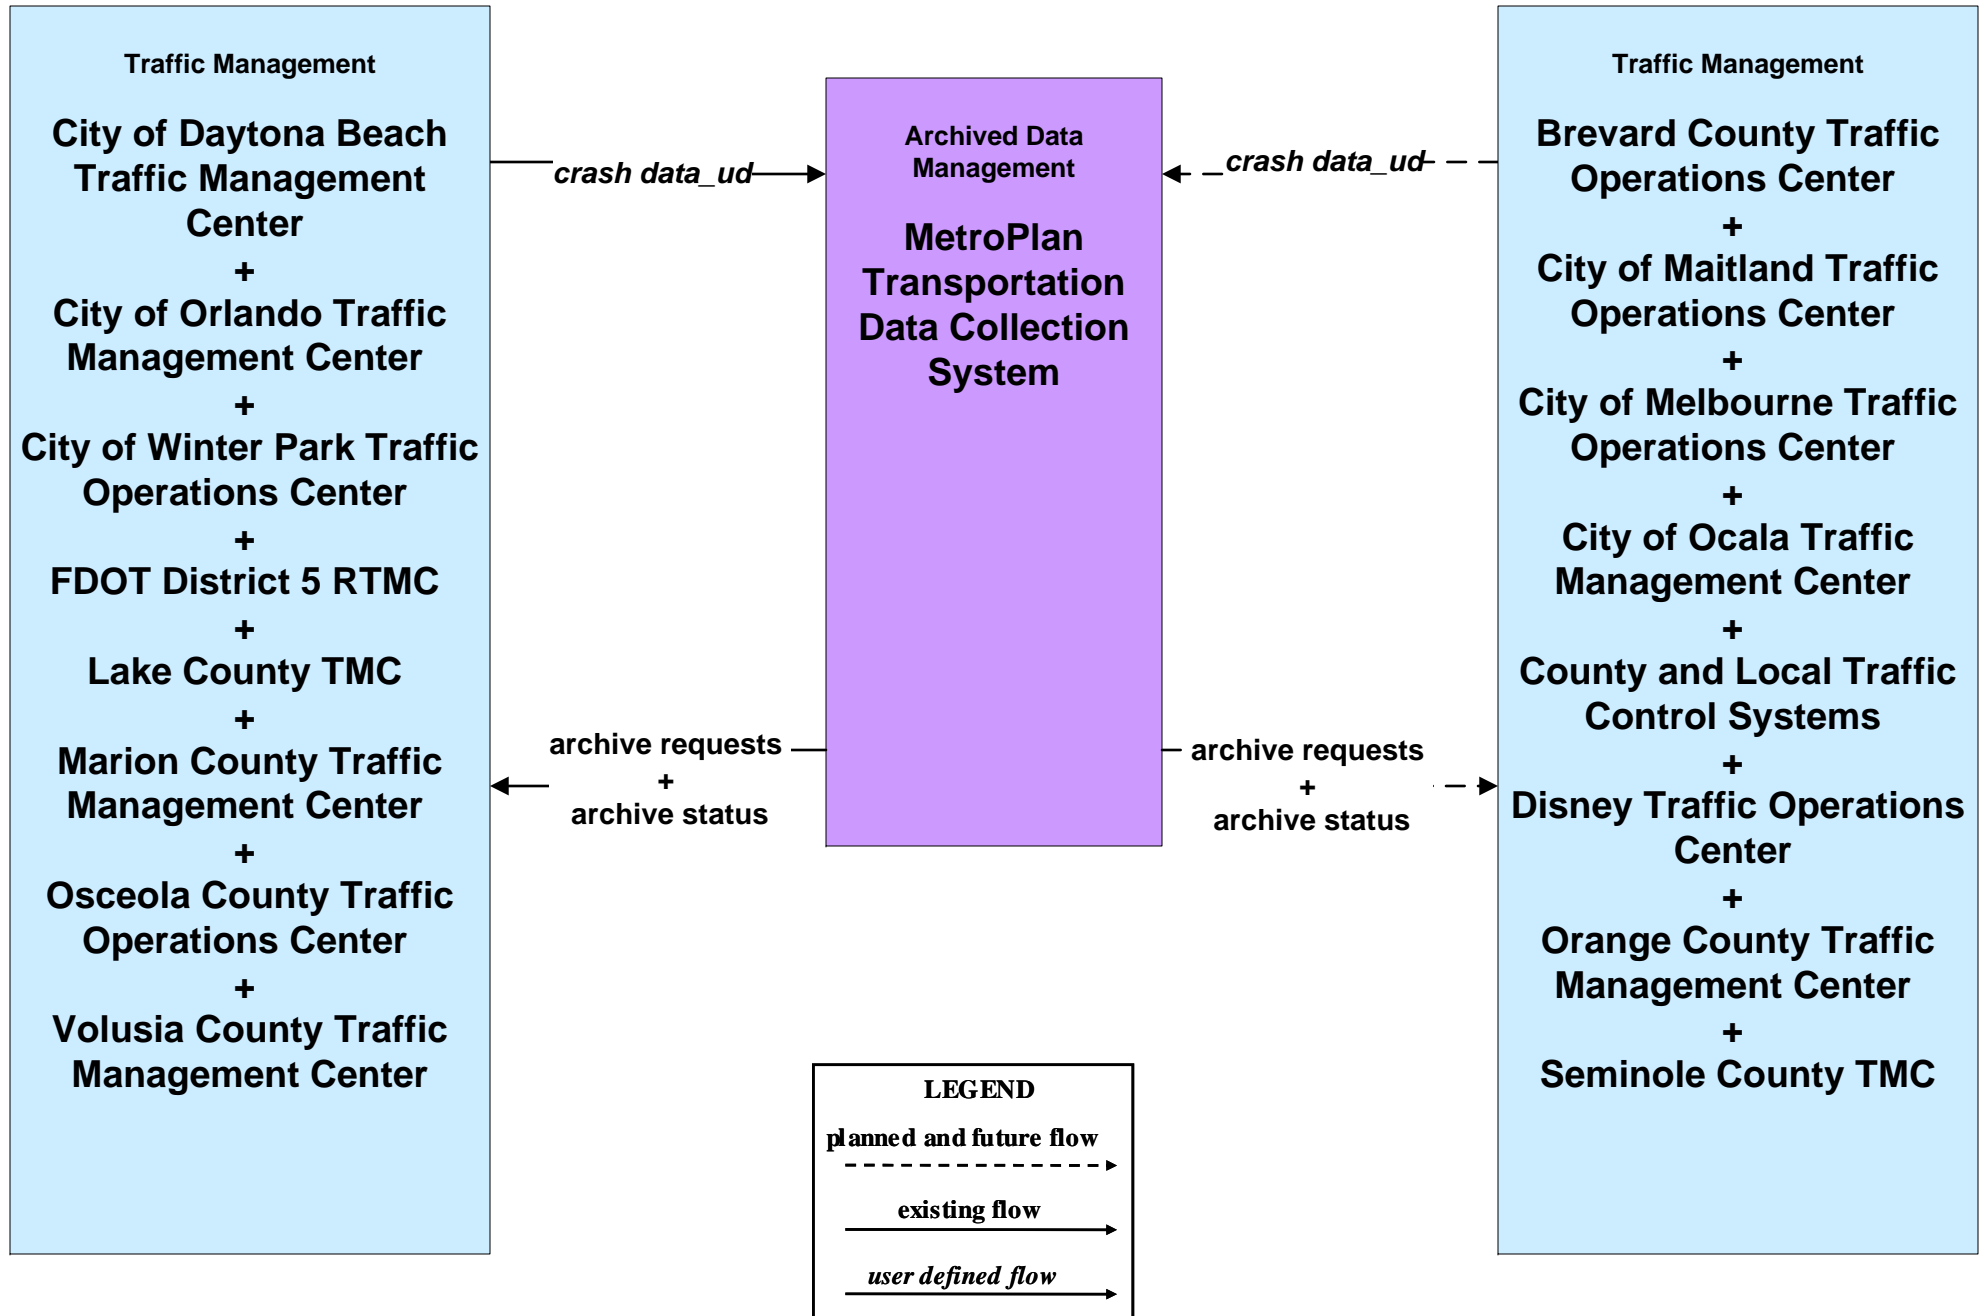 Traffic Management
City of Daytona Beach
Traffic Management
Center
+
City of Orlando Traffic
Management Center
+
City of Winter Park Traffic
Operations Center
+
FDOT District 5 RTMC
+
Lake County TMC
+
Marion County Traffic
Management Center
+
Osceola County Traffic
Operations Center
+
Volusia County Traffic
Management Center
crash data_ud
archive requests
+
archive status
Archived Data
Management
MetroPlan
Transportation
Data Collection
System
crash data_ud
archive requests
+
archive status
Traffic Management
Brevard County Traffic
Operations Center
+
City of Maitland Traffic
Operations Center
+
City of Melbourne Traffic
Operations Center
+
City of Ocala Traffic
Management Center
+
County and Local Traffic
Control Systems
+
Disney Traffic Operations
Center
+
Orange County Traffic
Management Center
+
Seminole County TMC
LEGEND
planned and future flow
existing flow
user defined flow